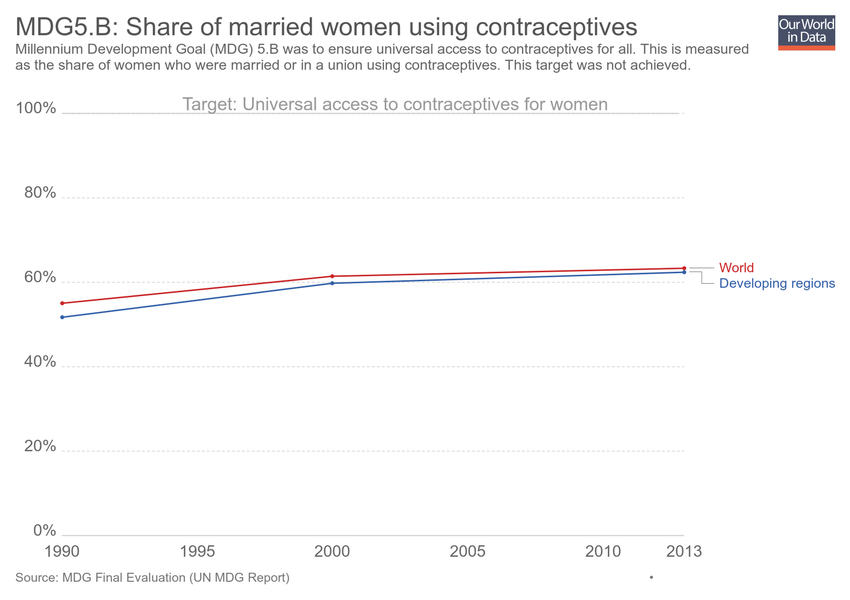 MDG5.B: Share of married women using contraceptives
Our World
in Data
Millennium Development Goal (MDG) 5.B was to ensure universal access to contraceptives for all. This is measured
as the share of women who were married or in a union using contraceptives. This target was not achieved.
Target: Universal access to contraceptives for women
100%
80%
60%
World
Developing regions
40%
20%
0%
1990 1995 2000 2005 2010 2013
Source: MDG Final Evaluation (UN MDG Report)